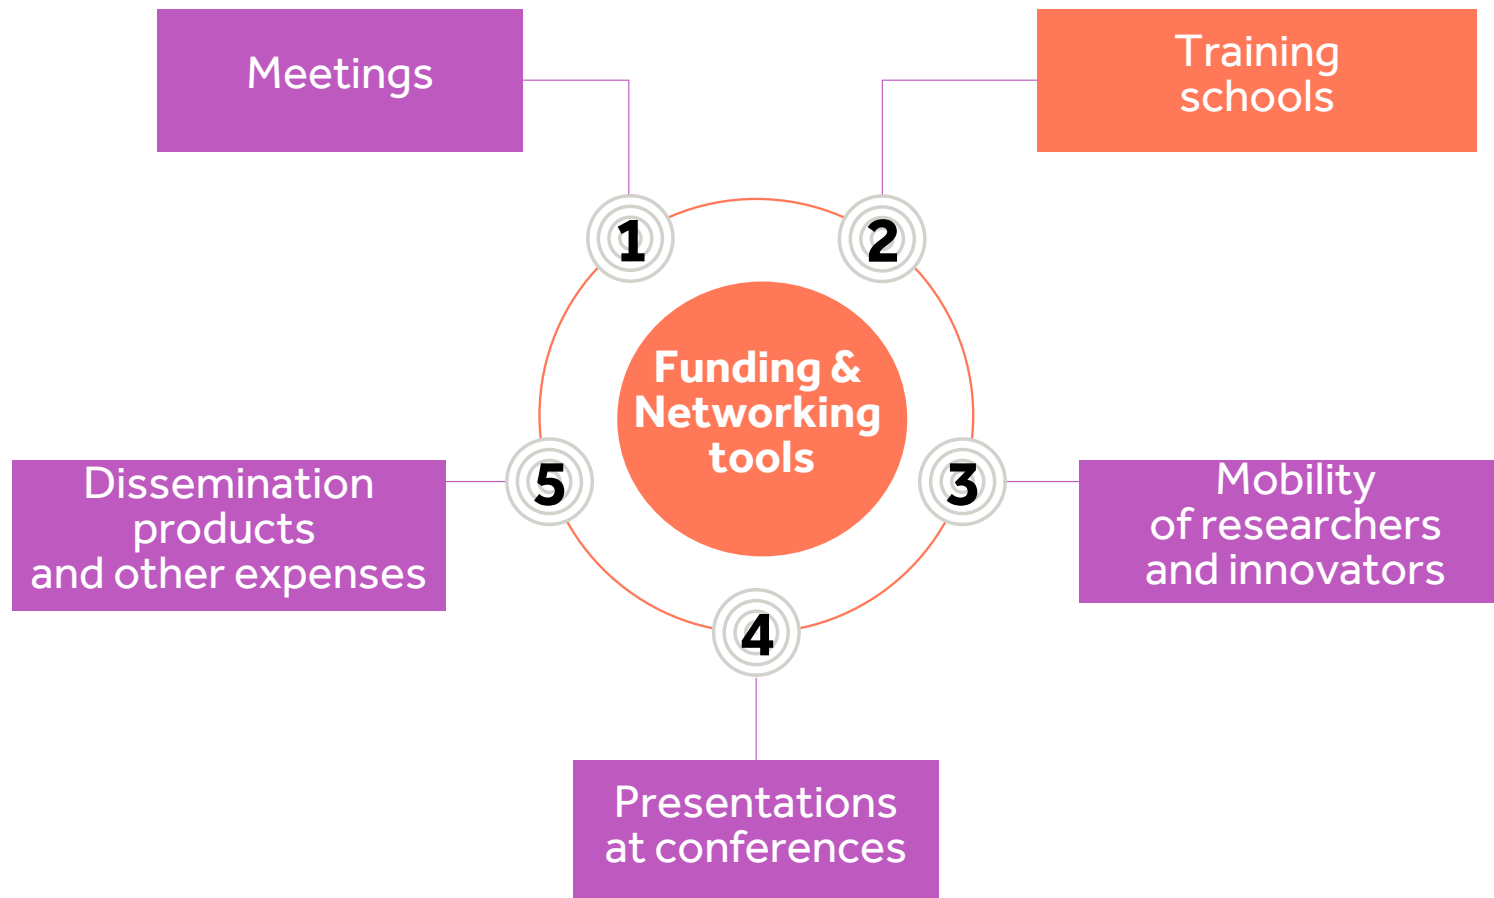 Meetings
Training
schools
1
2
Funding &
Networking
tools
5
3
Dissemination
products
and other expenses
Mobility
of researchers
and innovators
4
Presentations
at conferences